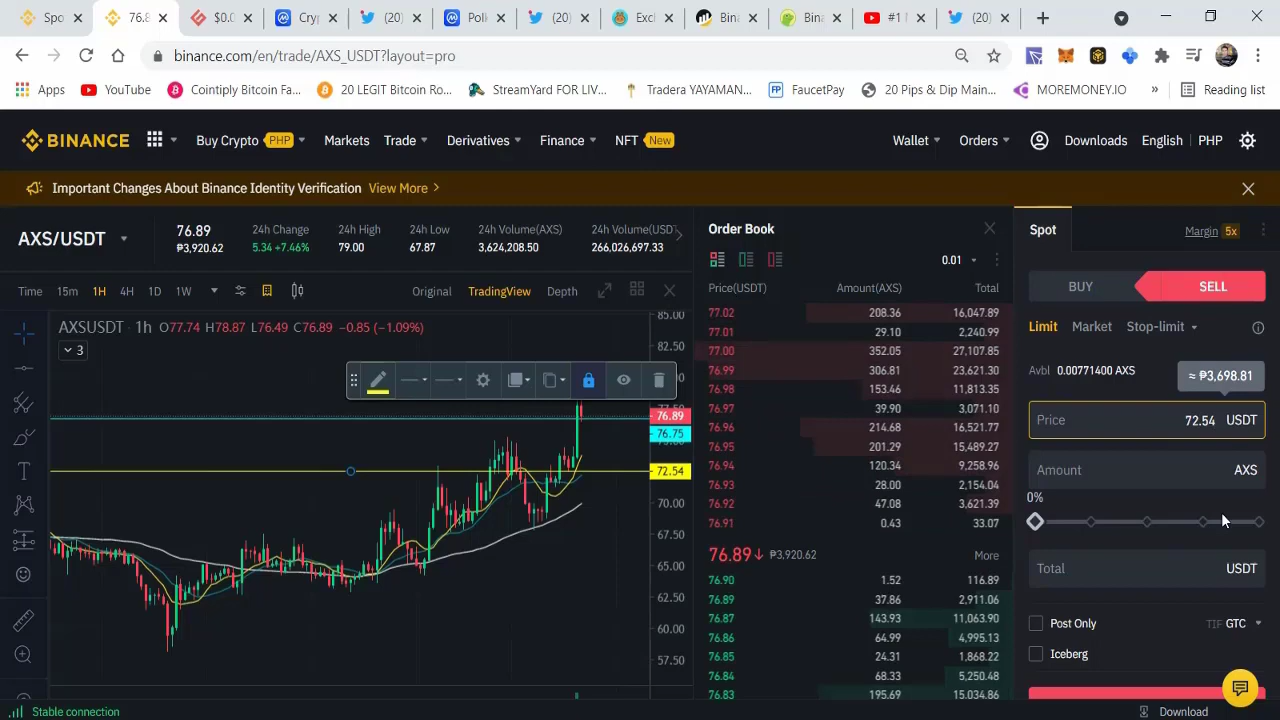 Spo
76.8
$0.
Cryp
(20)
Polk
(20)
Excl
Bina
Bina
#1 M
(20)
binance.com/en/trade/AXS_USDT?layout=pro
Apps
YouTube
Cointiply Bitcoin Fa...
20 LEGIT Bitcoin Ro...
StreamYard FOR LIV...
Tradera YAYAMAN...
FaucetPay
20 Pips & Dip Main...
MOREMONEY.IO
»
Reading list
BINANCE
Buy Crypto PHP
Markets
Trade
Derivatives
Finance
NFT New
Wallet
Orders
Downloads
English
PHP
Important Changes About Binance Identity Verification View More
AXS/USDT
76.89
₱3,920.62
24h Change
5.34 +7.46%
24h High
79.00
24h Low
67.87
24h Volume(AXS)
3,624,208.50
24h Volume(USD
266,026,697.33
Time 15m 1H 4H 1D 1W
Original TradingView Depth
AXSUSDT · 1h O77.74 H78.87 L76.49 C76.89 −0.85 (−1.09%)
3
85.00
82.50
76.89
76.75
72.54
70.00
67.50
65.00
62.50
60.00
57.50
Order Book
0.01
Price(USDT) Amount(AXS) Total
77.02 208.36 16,047.89
77.01 29.10 2,240.99
77.00 352.05 27,107.85
76.99 306.81 23,621.30
76.98 153.46 11,813.35
76.97 39.90 3,071.10
76.96 214.68 16,521.77
76.95 201.29 15,489.27
76.94 120.34 9,258.96
76.93 28.00 2,154.04
76.92 47.08 3,621.39
76.91 0.43 33.07
76.89 ₱3,920.62 More
76.90 1.52 116.89
76.89 37.86 2,911.06
76.87 143.93 11,063.90
76.86 64.99 4,995.13
76.85 24.31 1,868.22
76.84 68.33 5,250.48
76.83 195.69 15,034.86
Spot
Margin 5x
BUY
SELL
Limit Market Stop-limit
Avbl 0.00771400 AXS
≈ ₱3,698.81
Price 72.54 USDT
Amount AXS
0%
Total USDT
Post Only TIF GTC
Iceberg
Stable connection
Download